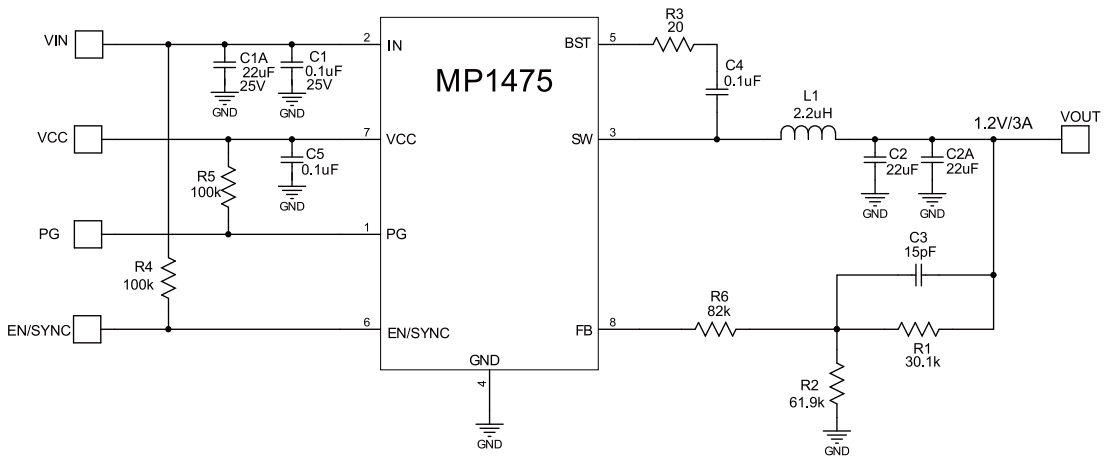 VIN
C1A
22uF
25V
GND
C1
0.1uF
25V
GND
2
IN
MP1475
BST
5
R3
20
C4
0.1uF
VCC
7
VCC
C5
0.1uF
GND
SW
3
L1
2.2uH
1.2V/3A
VOUT
C2
22uF
GND
C2A
22uF
GND
R5
100k
PG
1
PG
R4
100k
C3
15pF
EN/SYNC
6
EN/SYNC
FB
8
R6
82k
R1
30.1k
R2
61.9k
GND
GND
4
GND